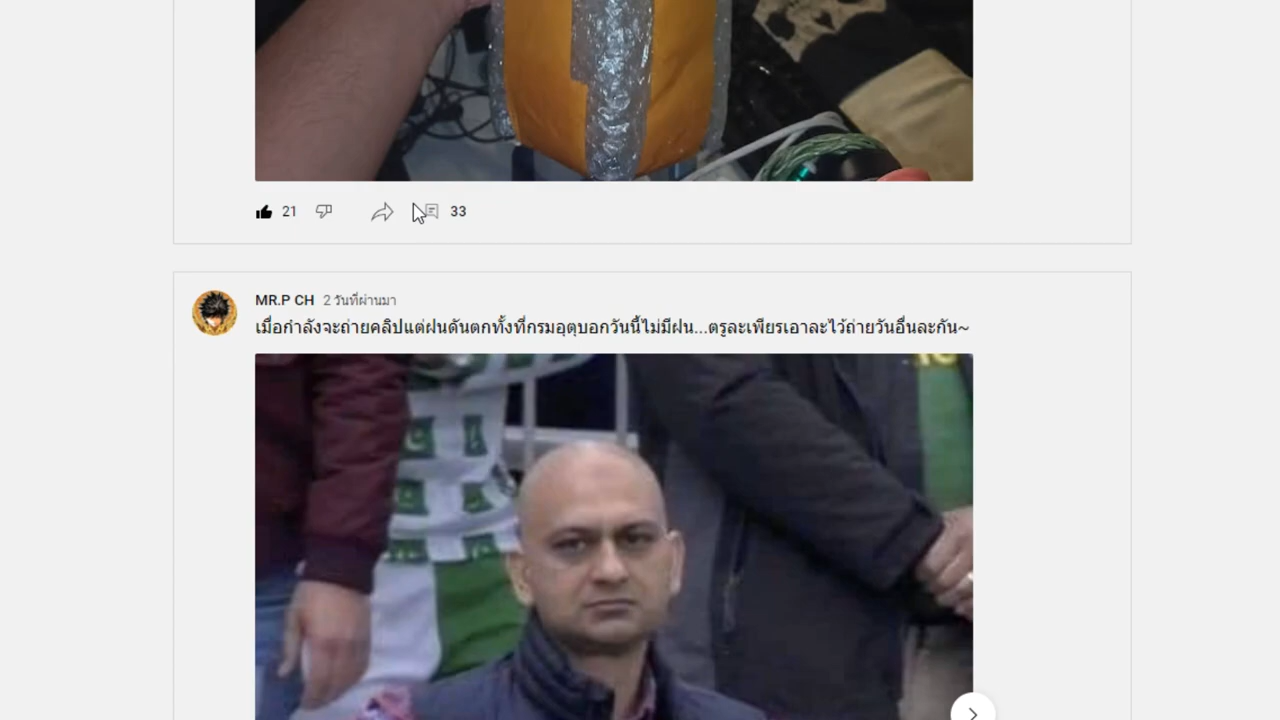 21 33
MR.P CH 2 วันที่ผ่านมา
เมื่อกำลังจะถ่ายคลิปแต่ฝนดันตกทั้งที่กรมอุตุบอกวันนี้ไม่มีฝน...ตรูละเพียรเอาละไว้ถ่ายวันอื่นละกัน~